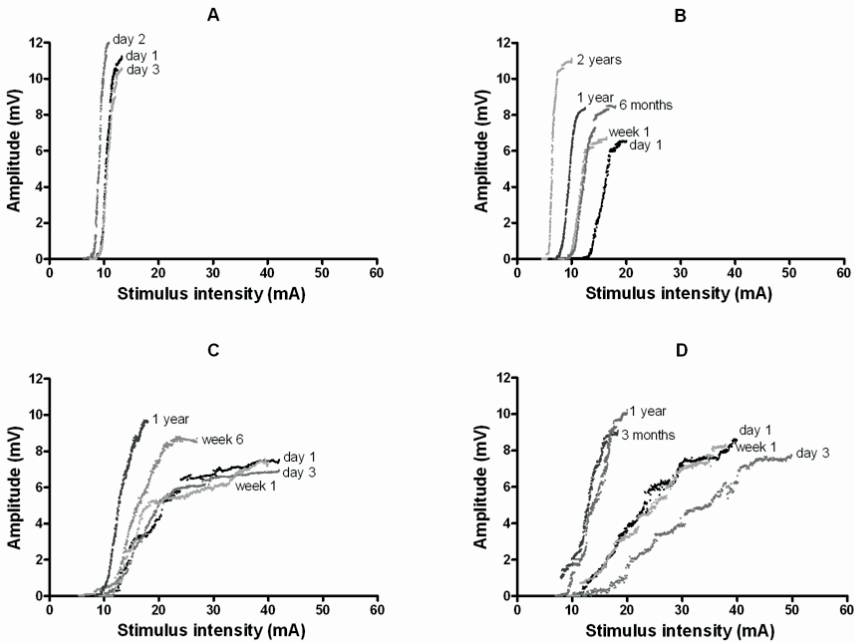 A
day 2
day 1
day 3
12
10
8
6
4
2
0
Amplitude (mV)
0 10 20 30 40 50 60
Stimulus intensity (mA)
B
2 years
1 year
6 months
week 1
day 1
12
10
8
6
4
2
0
Amplitude (mV)
0 10 20 30 40 50 60
Stimulus intensity (mA)
C
1 year
week 6
day 1
day 3
week 1
12
10
8
6
4
2
0
Amplitude (mV)
0 10 20 30 40 50 60
Stimulus intensity (mA)
D
1 year
3 months
day 1
week 1
day 3
12
10
8
6
4
2
0
Amplitude (mV)
0 10 20 30 40 50 60
Stimulus intensity (mA)